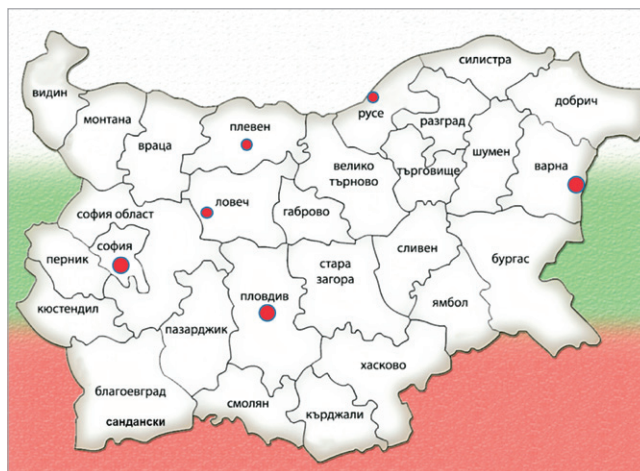 силистра
видин
добрич
монтана
русе
разград
плевен
враца
шумен
варна
велико
търново
търговище
ловеч
габрово
софия област
софия
перник
сливен
бургас
стара
загора
пловдив
ямбол
кюстендил
пазарджик
хасково
благоевград
смолян
кърджали
сандански